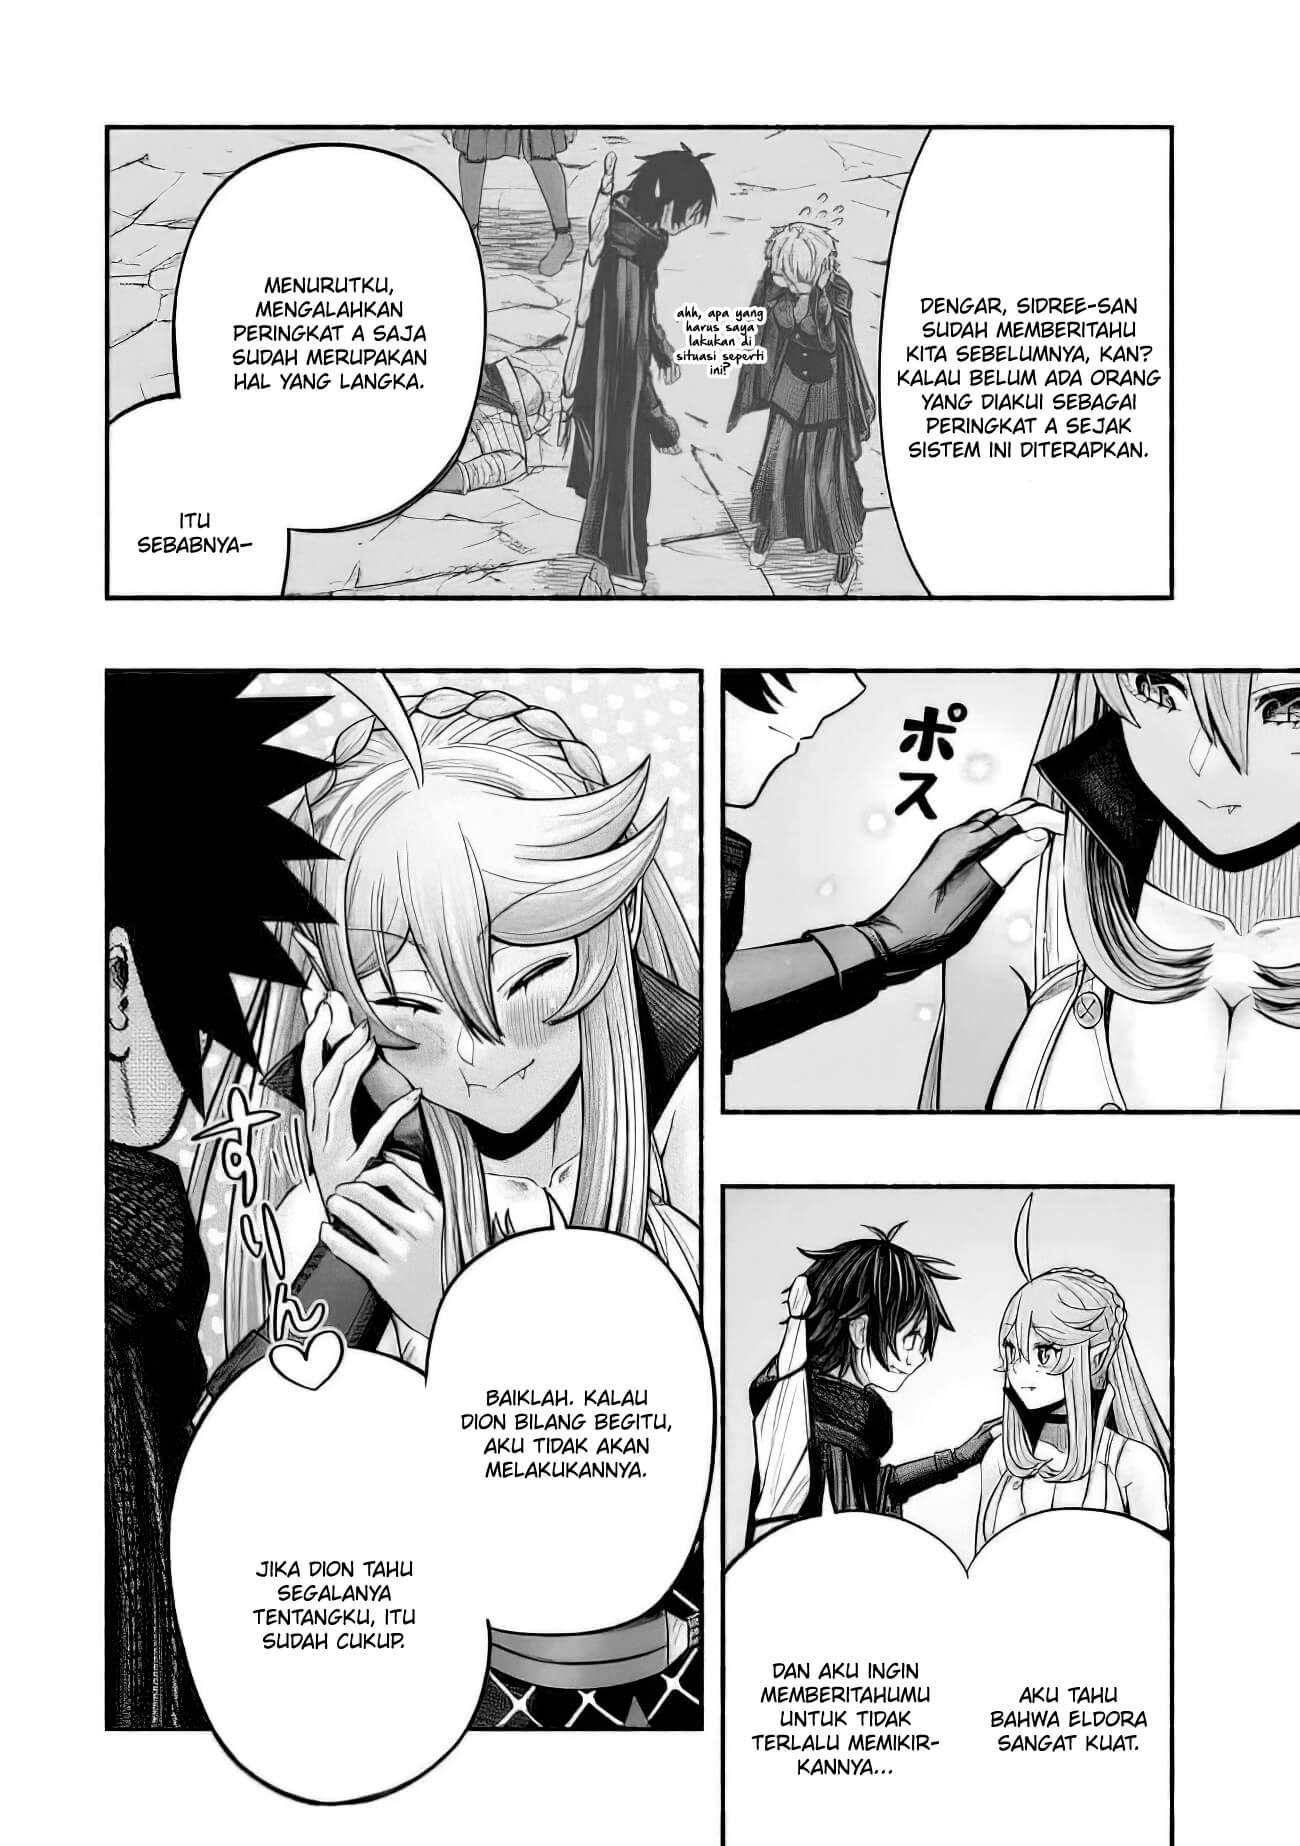 DENGAR, SIDREE-SAN
SUDAH MEMBERITAHU
KITA SEBELUMNYA, KAN?
KALAU BELUM ADA ORANG
YANG DIAKUI SEBAGAI
PERINGKAT A SEJAK
SISTEM INI DITERAPKAN.
ahh, apa yang
harus saya
lakukan di
situasi seperti
ini?
MENURUTKU,
MENGALAHKAN
PERINGKAT A SAJA
SUDAH MERUPAKAN
HAL YANG LANGKA.
ITU
SEBABNYA-
ポス
AKU TAHU
BAHWA ELDORA
SANGAT KUAT.
DAN AKU INGIN
MEMBERITAHUMU
UNTUK TIDAK
TERLALU MEMIKIR-
KANNYA...
すりん♡
BAIKLAH. KALAU
DION BILANG BEGITU,
AKU TIDAK AKAN
MELAKUKANNYA.
JIKA DION TAHU
SEGALANYA
TENTANGKU, ITU
SUDAH CUKUP.